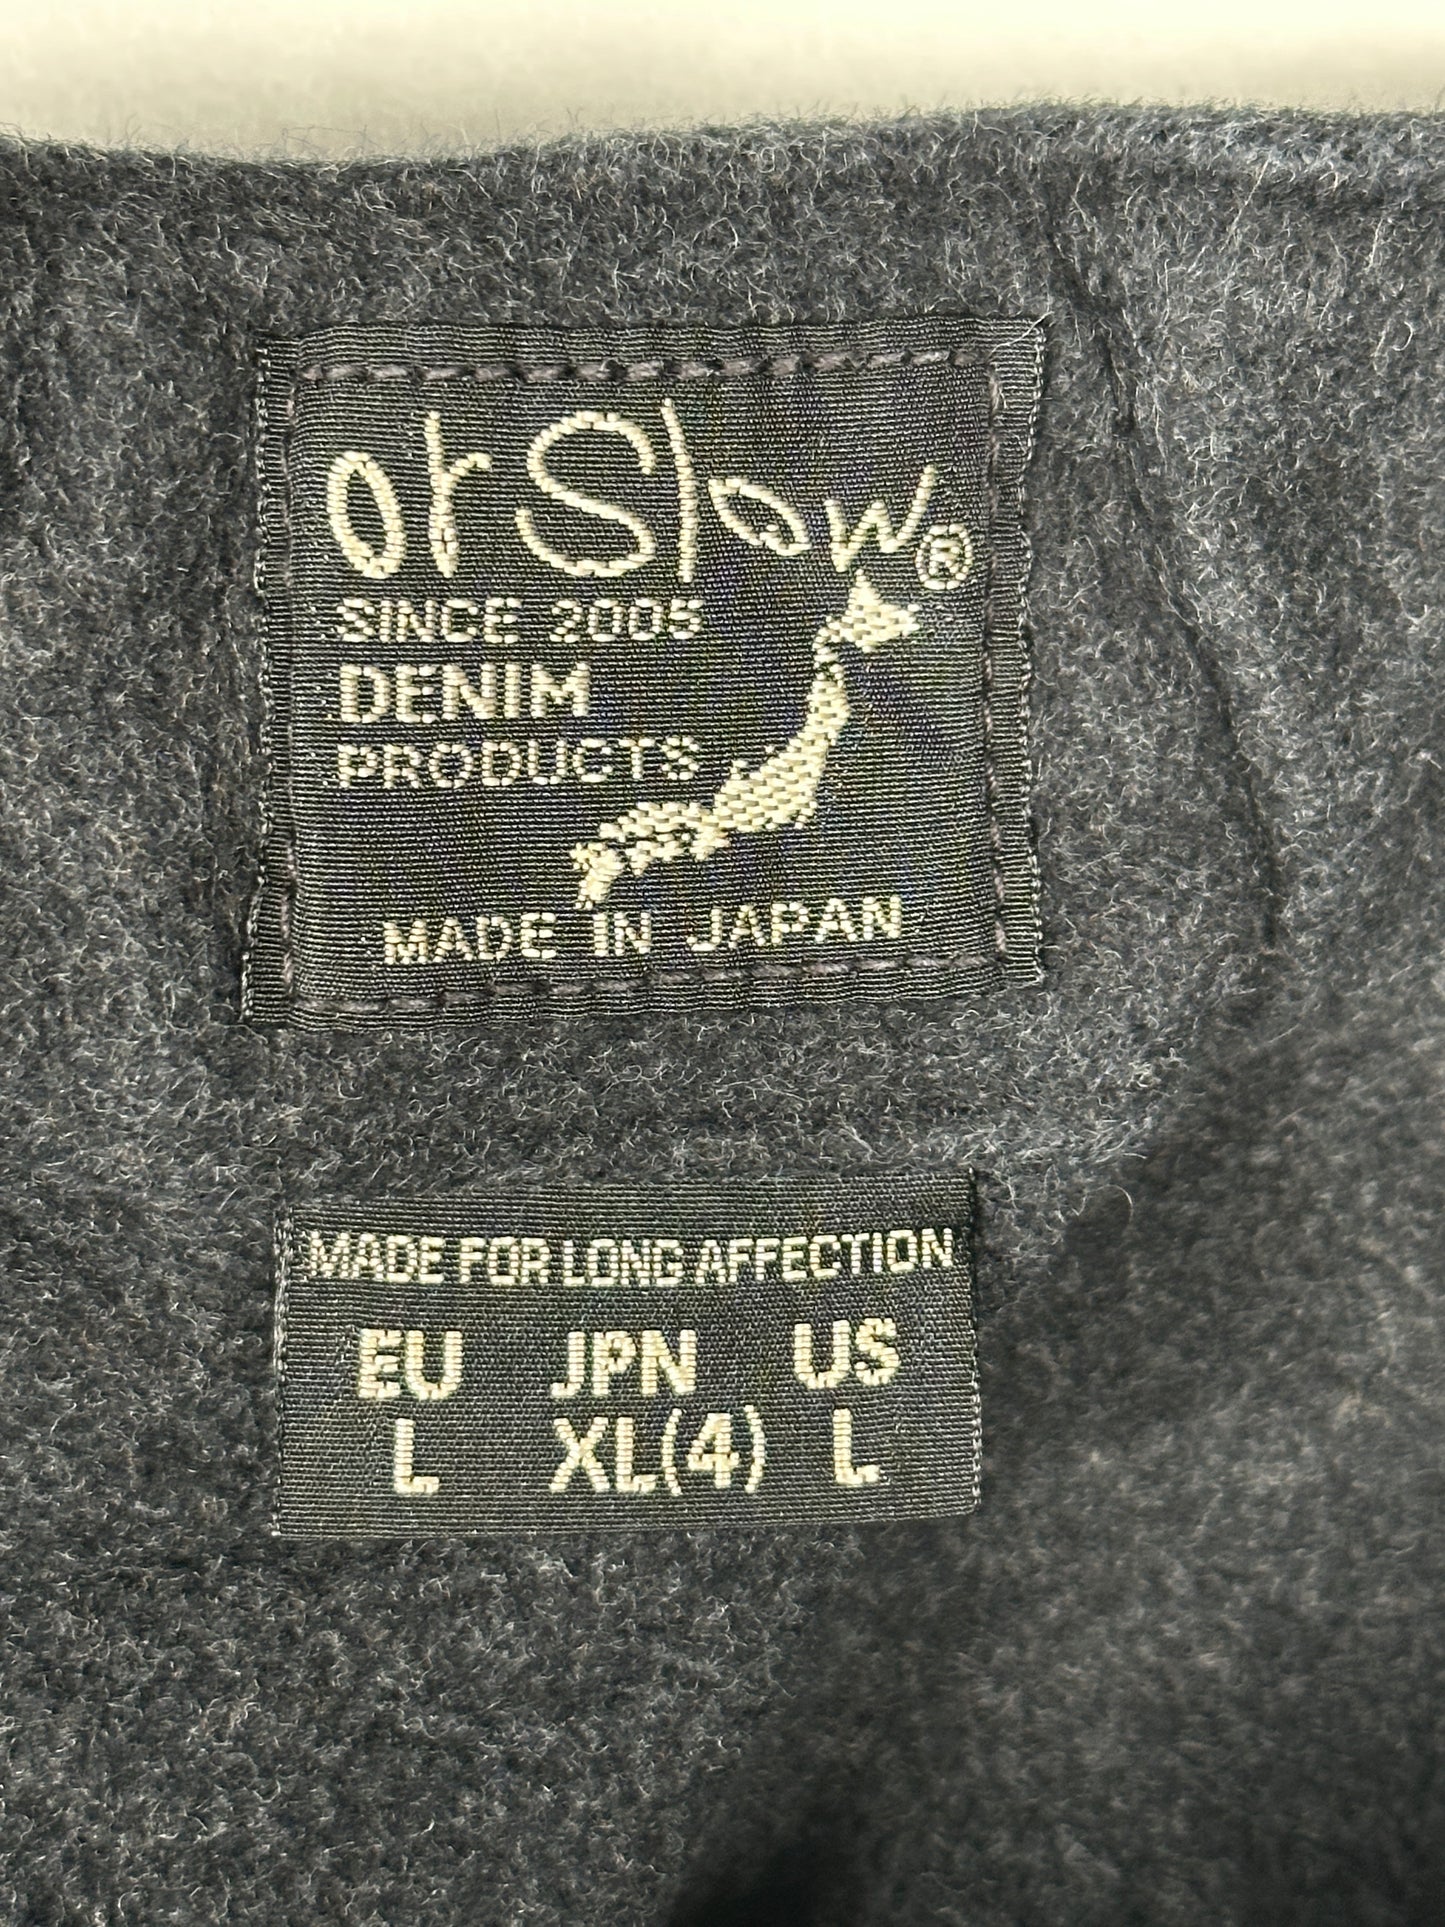 orSlow®
SINCE 2005
DENIM
PRODUCTS
MADE IN JAPAN
MADE FOR LONG AFFECTION
EU JPN US
L XL(4) L